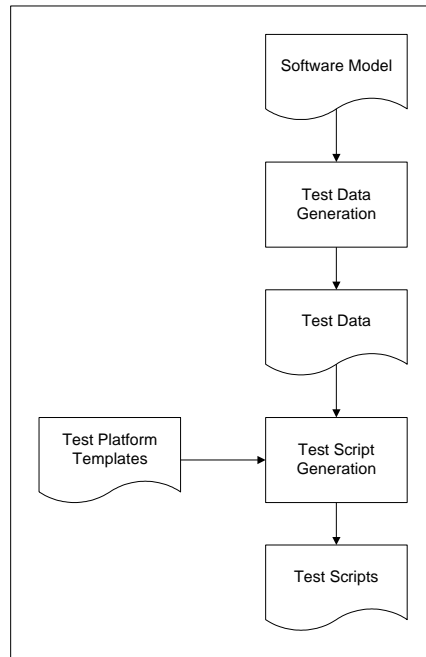 Software Model
Test Data
Generation
Test Data
Test Platform
Templates
Test Script
Generation
Test Scripts